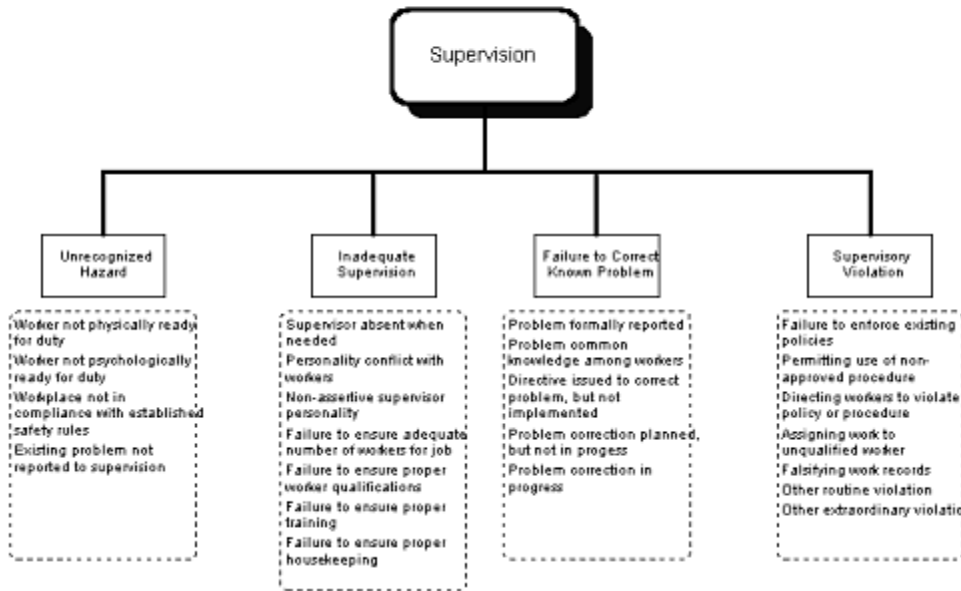 Supervision
Unrecognized
Hazard
Worker not physically ready
for duty
Worker not psychologically
ready for duty
Workplace not in
compliance with established
safety rules
Existing problem not
reported to supervision
Inadequate
Supervision
Supervisor absent when
needed
Personality conflict with
workers
Non-assertive supervisor
personality
Failure to ensure adequate
number of workers for job
Failure to ensure proper
worker qualifications
Failure to ensure proper
training
Failure to ensure proper
housekeeping
Failure to Correct
Known Problem
Problem formally reported
Problem common
knowledge among workers
Directive issued to correct
problem, but not
implemented
Problem correction planned,
but not in progess
Problem correction in
progress
Supervisory
Violation
Failure to enforce existing
policies
Permitting use of non-
approved procedure
Directing workers to violate
policy or procedure
Assigning work to
unqualified worker
Falsifying work records
Other routine violation
Other extraordinary violatio